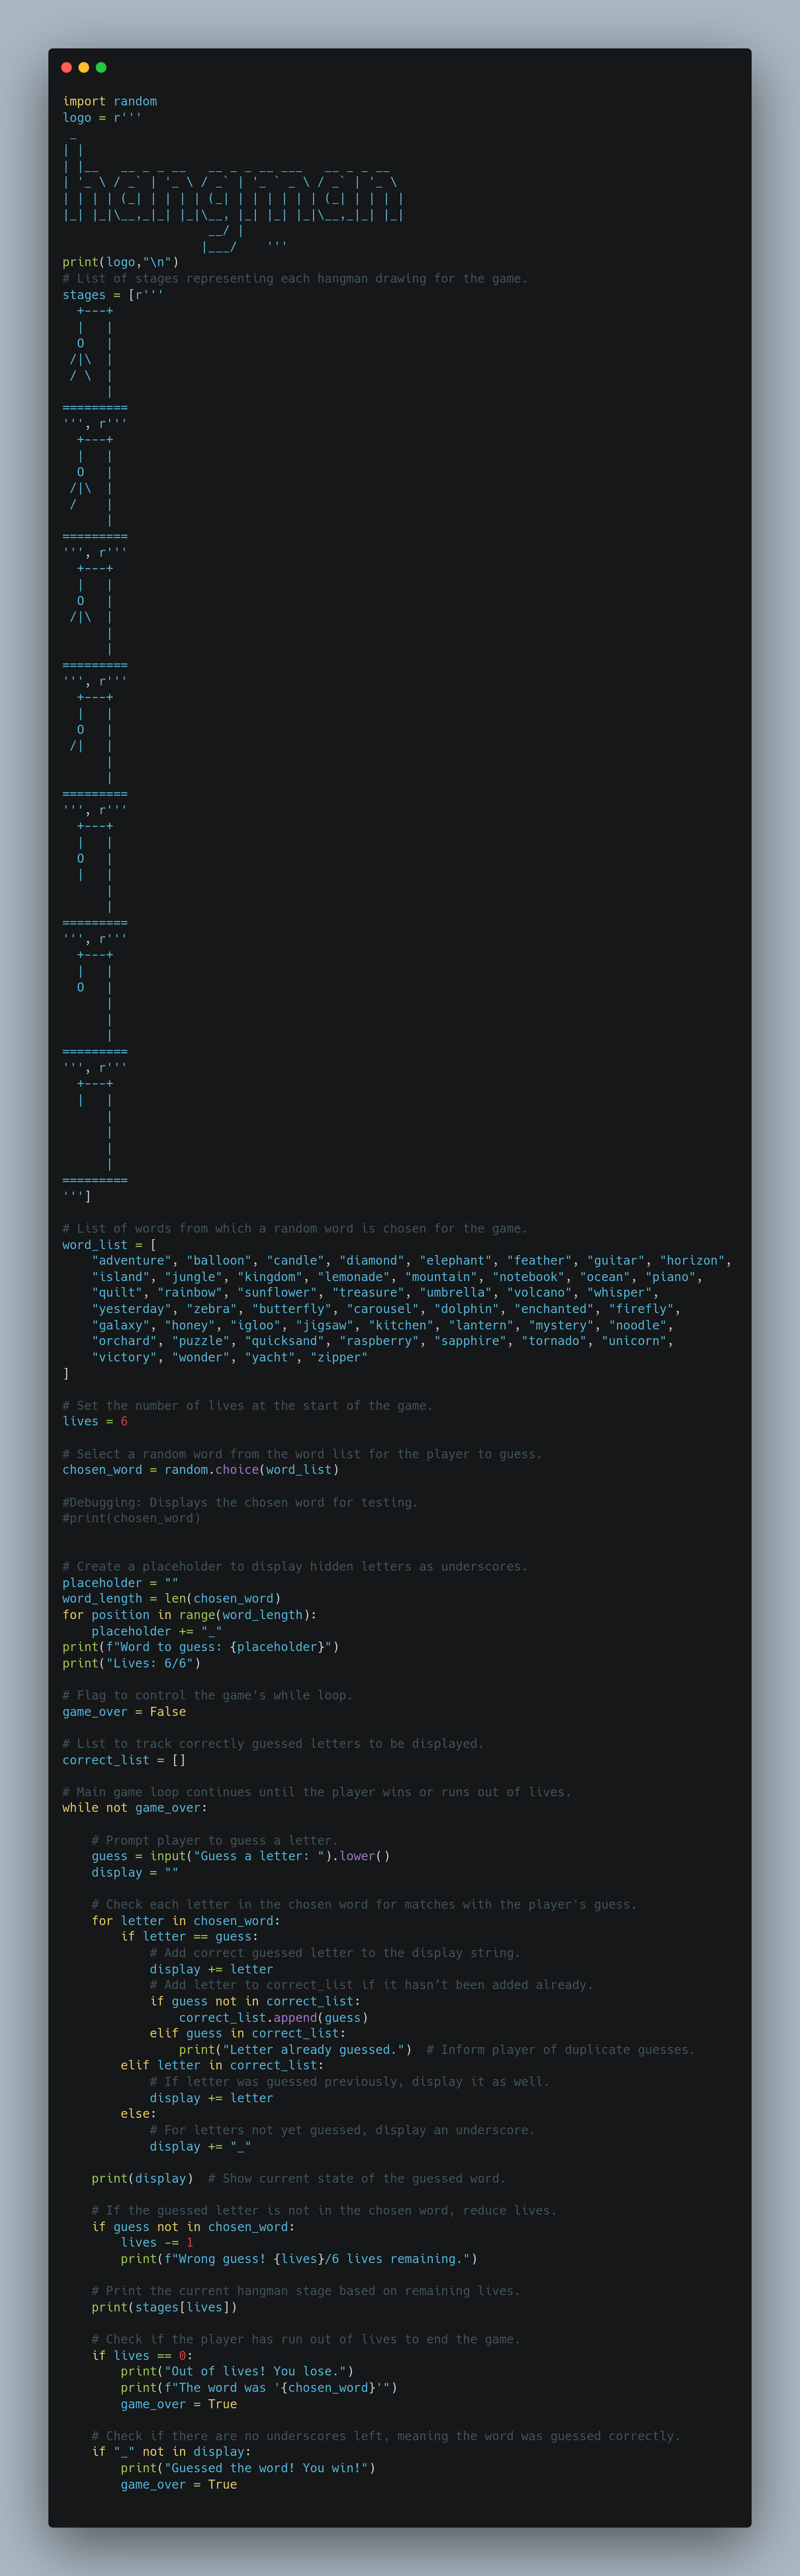 import random
logo = r'''
 _
| |
| |__   __ _ _ __   __ _ _ __ ___   __ _ _ __
| '_ \ / _` | '_ \ / _` | '_ ` _ \ / _` | '_ \
| | | | (_| | | | | (_| | | | | | | (_| | | | |
|_| |_|\__,_|_| |_|\__, |_| |_| |_|\__,_|_| |_|
                    __/ |
                   |___/    '''
print(logo,"\n")
# List of stages representing each hangman drawing for the game.
stages = [r'''
  +---+
  |   |
  O   |
 /|\  |
 / \  |
      |
=========
''', r'''
  +---+
  |   |
  O   |
 /|\  |
 /    |
      |
=========
''', r'''
  +---+
  |   |
  O   |
 /|\  |
      |
      |
=========
''', r'''
  +---+
  |   |
  O   |
 /|   |
      |
      |
=========
''', r'''
  +---+
  |   |
  O   |
  |   |
      |
      |
=========
''', r'''
  +---+
  |   |
  O   |
      |
      |
      |
=========
''', r'''
  +---+
  |   |
      |
      |
      |
      |
=========
''']

# List of words from which a random word is chosen for the game.
word_list = [
    "adventure", "balloon", "candle", "diamond", "elephant", "feather", "guitar", "horizon",
    "island", "jungle", "kingdom", "lemonade", "mountain", "notebook", "ocean", "piano",
    "quilt", "rainbow", "sunflower", "treasure", "umbrella", "volcano", "whisper",
    "yesterday", "zebra", "butterfly", "carousel", "dolphin", "enchanted", "firefly",
    "galaxy", "honey", "igloo", "jigsaw", "kitchen", "lantern", "mystery", "noodle",
    "orchard", "puzzle", "quicksand", "raspberry", "sapphire", "tornado", "unicorn",
    "victory", "wonder", "yacht", "zipper"
]

# Set the number of lives at the start of the game.
lives = 6

# Select a random word from the word list for the player to guess.
chosen_word = random.choice(word_list)

#Debugging: Displays the chosen word for testing.
#print(chosen_word)


# Create a placeholder to display hidden letters as underscores.
placeholder = ""
word_length = len(chosen_word)
for position in range(word_length):
    placeholder += "_"
print(f"Word to guess: {placeholder}")
print("Lives: 6/6")

# Flag to control the game's while loop.
game_over = False

# List to track correctly guessed letters to be displayed.
correct_list = []

# Main game loop continues until the player wins or runs out of lives.
while not game_over:

    # Prompt player to guess a letter.
    guess = input("Guess a letter: ").lower()
    display = ""

    # Check each letter in the chosen word for matches with the player's guess.
    for letter in chosen_word:
        if letter == guess:
            # Add correct guessed letter to the display string.
            display += letter
            # Add letter to correct_list if it hasn’t been added already.
            if guess not in correct_list:
                correct_list.append(guess)
            elif guess in correct_list:
                print("Letter already guessed.")  # Inform player of duplicate guesses.
        elif letter in correct_list:
            # If letter was guessed previously, display it as well.
            display += letter
        else:
            # For letters not yet guessed, display an underscore.
            display += "_"

    print(display)  # Show current state of the guessed word.

    # If the guessed letter is not in the chosen word, reduce lives.
    if guess not in chosen_word:
        lives -= 1
        print(f"Wrong guess! {lives}/6 lives remaining.")

    # Print the current hangman stage based on remaining lives.
    print(stages[lives])

    # Check if the player has run out of lives to end the game.
    if lives == 0:
        print("Out of lives! You lose.")
        print(f"The word was '{chosen_word}'")
        game_over = True

    # Check if there are no underscores left, meaning the word was guessed correctly.
    if "_" not in display:
        print("Guessed the word! You win!")
        game_over = True